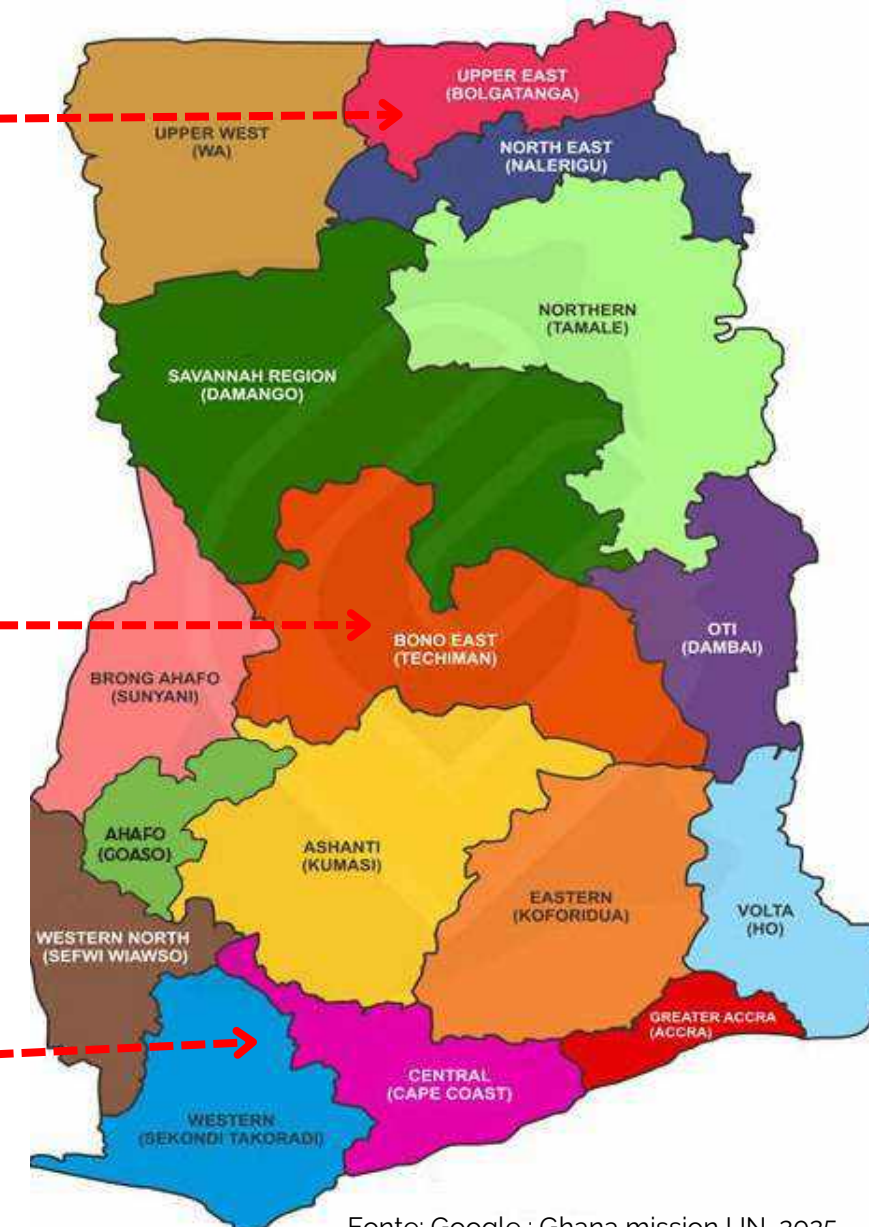 UPPER EAST
(BOLGATANGA)
UPPER WEST
(WA)
NORTH EAST
(NALERIGU)
NORTHERN
(TAMALE)
SAVANNAH REGION
(DAMANGO)
OTI
(DAMBAI)
BONO EAST
(TECHIMAN)
BRONG AHAFO
(SUNYANI)
AHAFO
(GOASO)
ASHANTI
(KUMASI)
EASTERN
(KOFORIDUA)
VOLTA
(HO)
WESTERN NORTH
(SEFWI WIAWSO)
GREATER ACCRA
(ACCRA)
CENTRAL
(CAPE COAST)
WESTERN
(SEKONDI TAKORADI)
Fonte: Google : Ghana mission UN, 2025